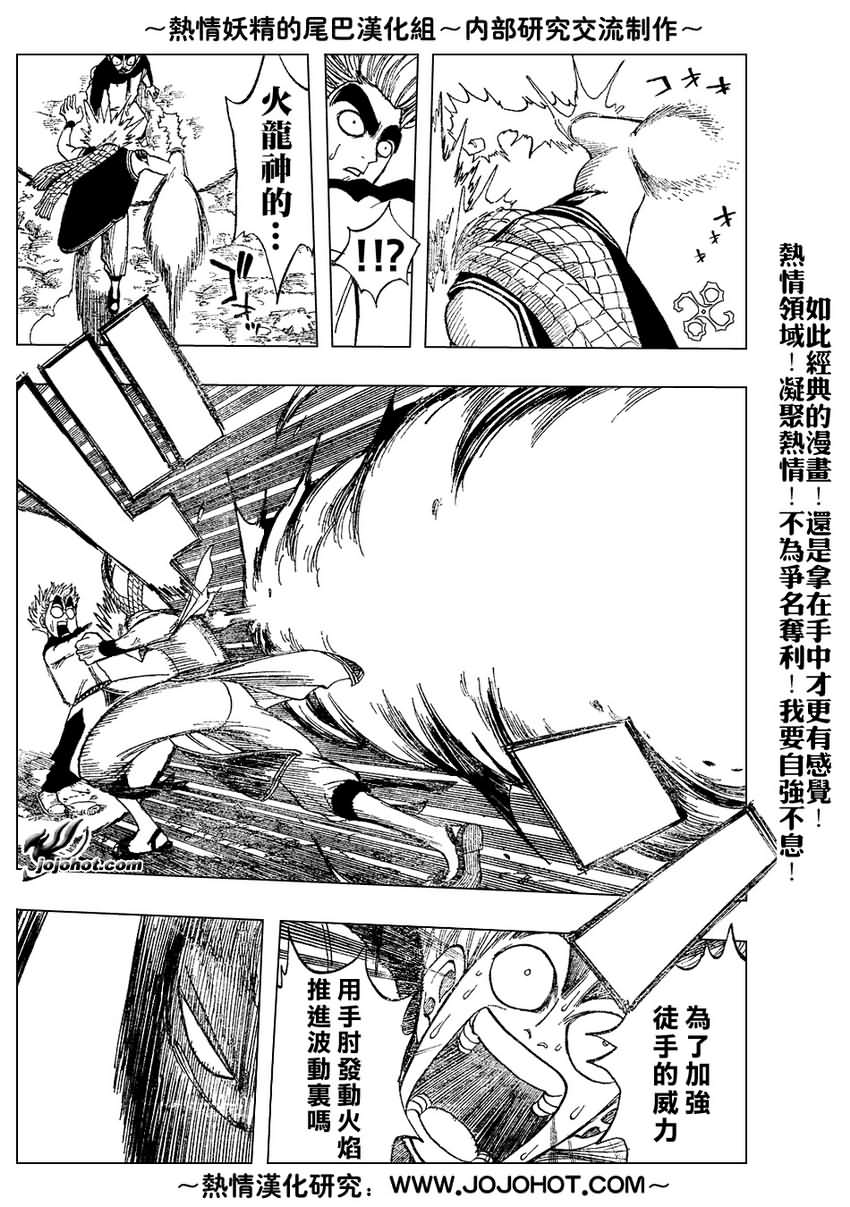 ～熱情妖精的尾巴漢化組～内部研究交流制作～
!!?
火龍神的…
如此經典的漫畫！還是拿在手中才更有感覺！
熱情領域！凝聚熱情！不為爭名奪利！我要自強不息！
jojohot.com
為了加強
徒手的威力
用手肘發動火焰
推進波動裏嗎
～熱情漢化研究：WWW.JOJOHOT.COM～